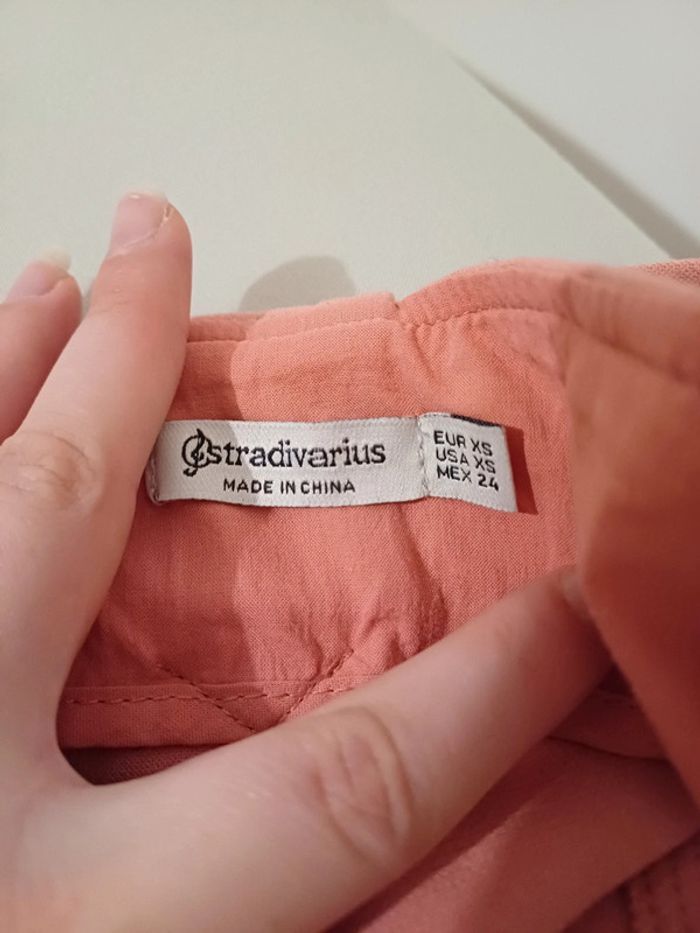 stradivarius
MADE IN CHINA
EUR XS
USA XS
MEX 24